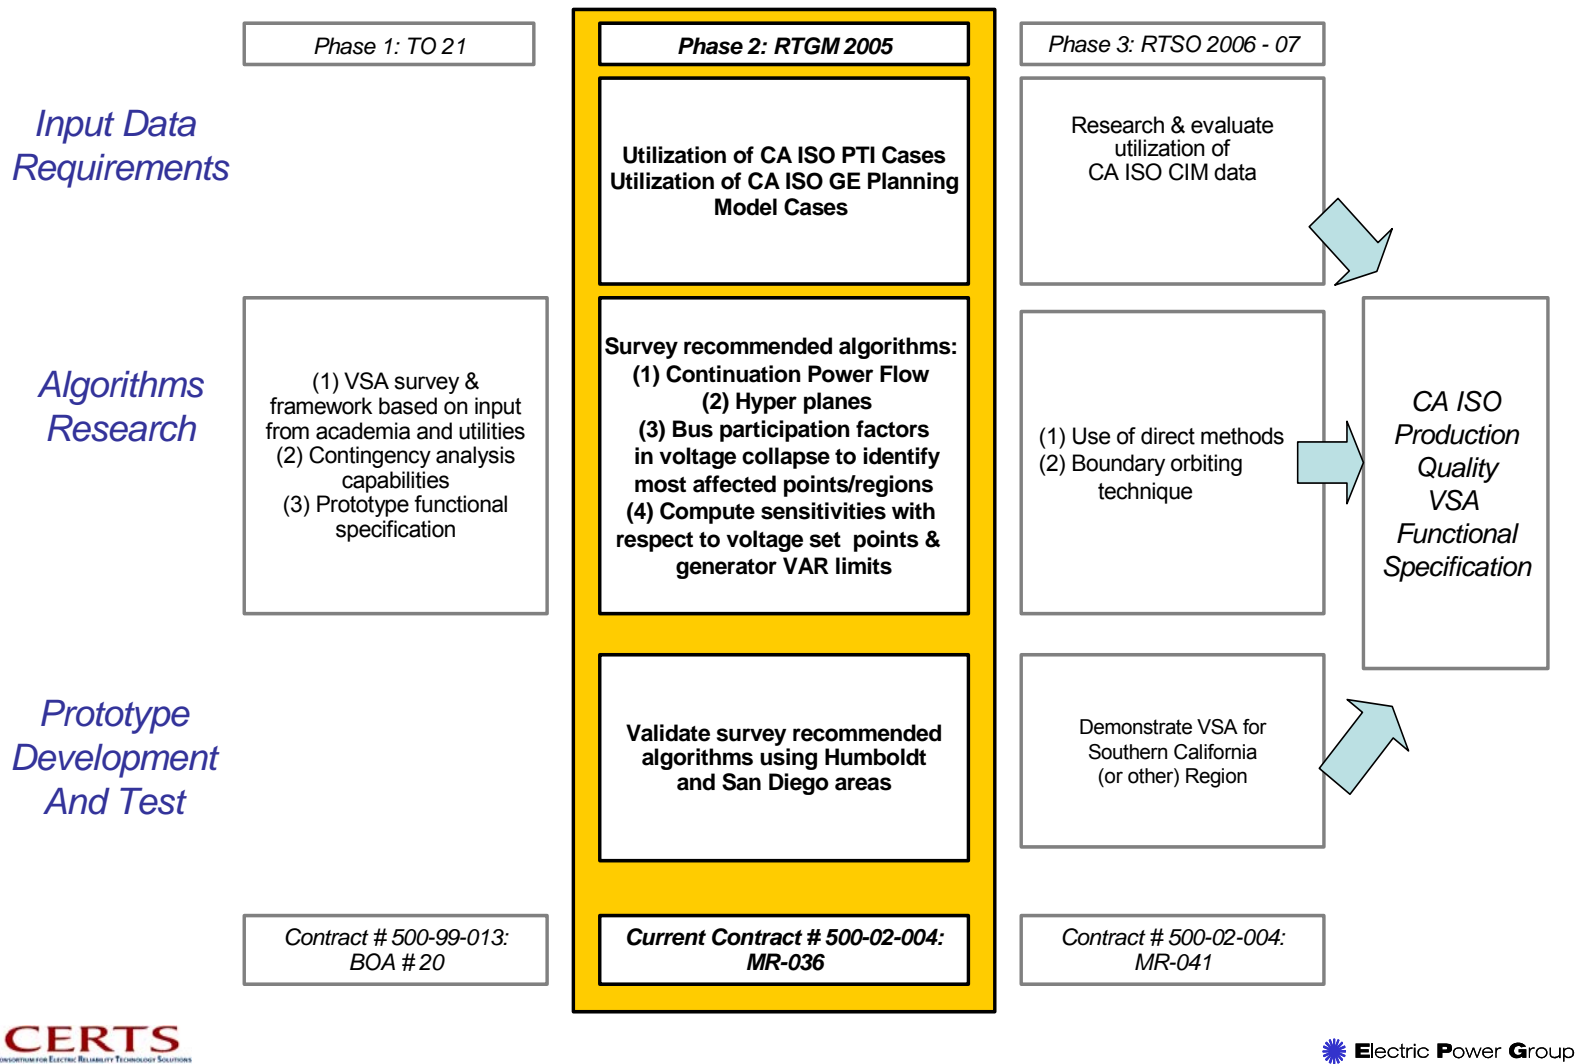 Phase 1: TO 21
Phase 2: RTGM 2005
Phase 3: RTSO 2006 - 07
Input Data
Requirements
Utilization of CA ISO PTI Cases
Utilization of CA ISO GE Planning
Model Cases
Research & evaluate
utilization of
CA ISO CIM data
Algorithms
Research
(1) VSA survey &
framework based on input
from academia and utilities
(2) Contingency analysis
capabilities
(3) Prototype functional
specification
Survey recommended algorithms:
(1) Continuation Power Flow
(2) Hyper planes
(3) Bus participation factors
in voltage collapse to identify
most affected points/regions
(4) Compute sensitivities with
respect to voltage set points &
generator VAR limits
(1) Use of direct methods
(2) Boundary orbiting
technique
CA ISO
Production
Quality
VSA
Functional
Specification
Prototype
Development
And Test
Validate survey recommended
algorithms using Humboldt
and San Diego areas
Demonstrate VSA for
Southern California
(or other) Region
Contract # 500-99-013:
BOA # 20
Current Contract # 500-02-004:
MR-036
Contract # 500-02-004:
MR-041
CERTS
CONSORTIUM FOR ELECTRIC RELIABILITY TECHNOLOGY SOLUTIONS
Electric Power Group